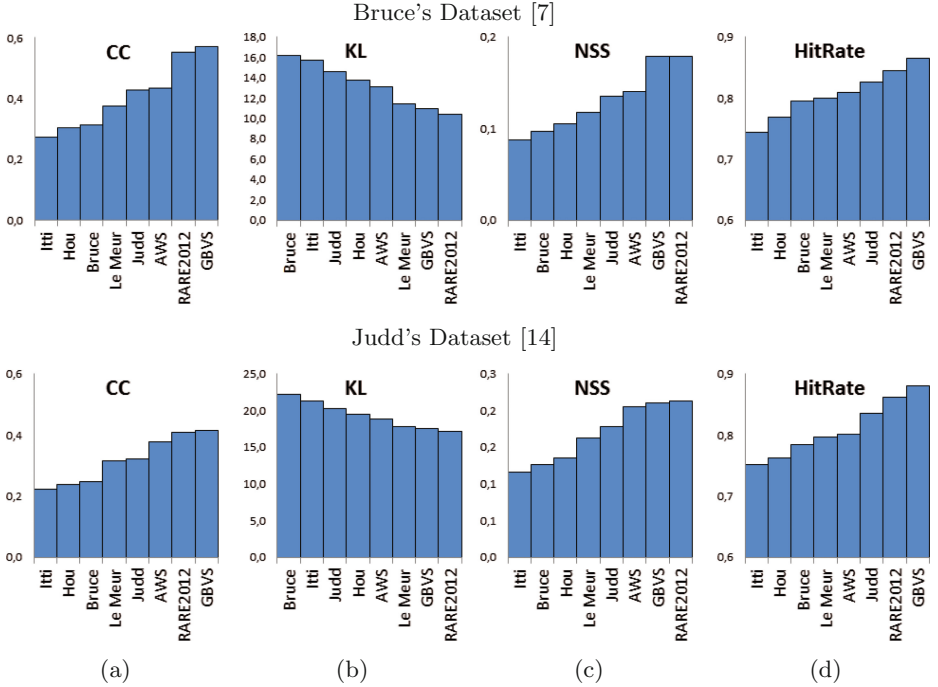 Bruce's Dataset [7]
CC
0,6
0,4
0,2
0,0
Itti
Hou
Bruce
Le Meur
Judd
AWS
RARE2012
GBVS
KL
18,0
16,0
14,0
12,0
10,0
8,0
6,0
4,0
2,0
0,0
Bruce
Itti
Judd
Hou
AWS
Le Meur
GBVS
RARE2012
NSS
0,2
0,1
0,0
Itti
Bruce
Hou
Le Meur
Judd
AWS
GBVS
RARE2012
HitRate
0,9
0,8
0,7
0,6
Itti
Hou
Bruce
Le Meur
AWS
Judd
RARE2012
GBVS
Judd's Dataset [14]
CC
0,6
0,4
0,2
0,0
Itti
Hou
Bruce
Le Meur
Judd
AWS
RARE2012
GBVS
KL
25,0
20,0
15,0
10,0
5,0
0,0
Bruce
Itti
Judd
Hou
AWS
Le Meur
GBVS
RARE2012
NSS
0,3
0,2
0,2
0,1
0,1
0,0
Itti
Bruce
Hou
Le Meur
Judd
AWS
GBVS
RARE2012
HitRate
0,9
0,8
0,7
0,6
Itti
Hou
Bruce
Le Meur
AWS
Judd
RARE2012
GBVS
(a)
(b)
(c)
(d)